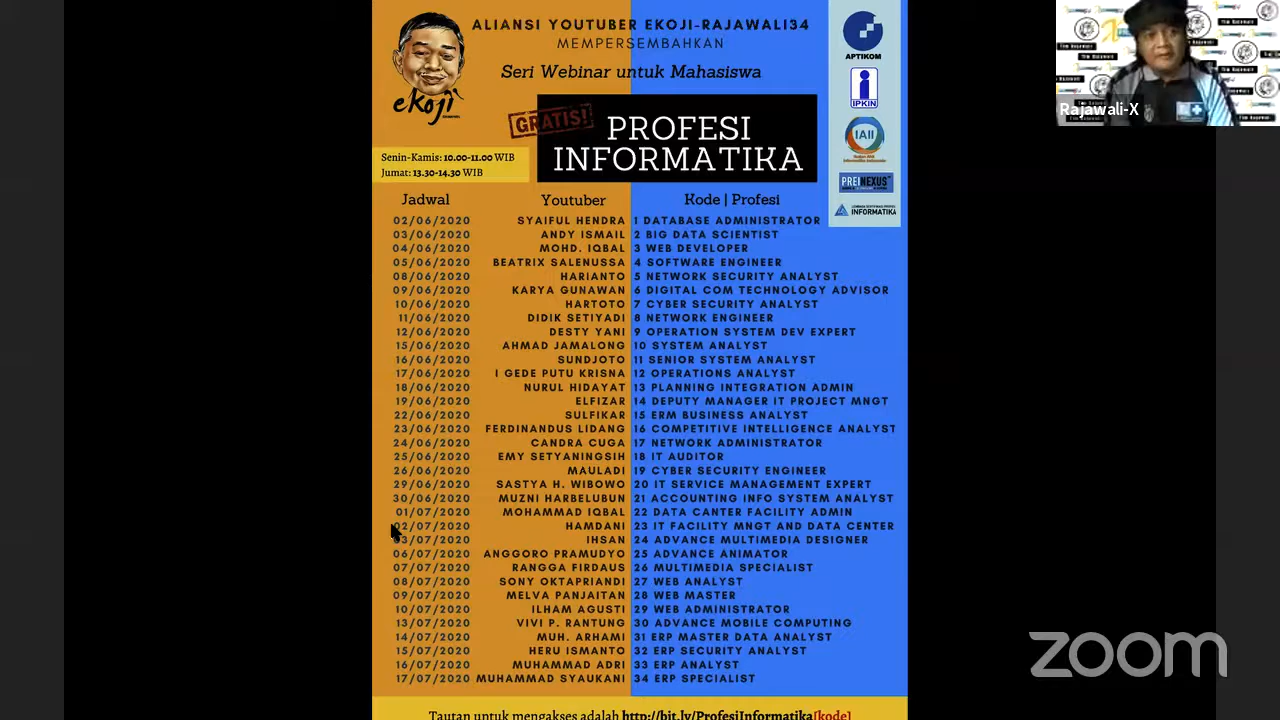 ALIANSI YOUTUBER EKOJI-RAJAWALI34
MEMPERSEMBAHKAN
Seri Webinar untuk Mahasiswa
ekoji
GRATIS!
PROFESI
INFORMATIKA
Senin-Kamis: 10.00-11.00 WIB
Jumat: 13.30-14.30 WIB
APTIKOM
IPKIN
IAII
PREINEXUS
INFORMATIKA
Rajawali-X
Jadwal Youtuber Kode | Profesi
02/06/2020 SYAIFUL HENDRA 1 DATABASE ADMINISTRATOR
03/06/2020 ANDY ISMAIL 2 BIG DATA SCIENTIST
04/06/2020 MOHD. IQBAL 3 WEB DEVELOPER
05/06/2020 BEATRIX SALENUSSA 4 SOFTWARE ENGINEER
08/06/2020 HARIANTO 5 NETWORK SECURITY ANALYST
09/06/2020 KARYA GUNAWAN 6 DIGITAL COM TECHNOLOGY ADVISOR
10/06/2020 HARTOTO 7 CYBER SECURITY ANALYST
11/06/2020 DIDIK SETIYADI 8 NETWORK ENGINEER
12/06/2020 DESTY YANI 9 OPERATION SYSTEM DEV EXPERT
15/06/2020 AHMAD JAMALONG 10 SYSTEM ANALYST
16/06/2020 SUNDJOTO 11 SENIOR SYSTEM ANALYST
17/06/2020 I GEDE PUTU KRISNA 12 OPERATIONS ANALYST
18/06/2020 NURUL HIDAYAT 13 PLANNING INTEGRATION ADMIN
19/06/2020 ELFIZAR 14 DEPUTY MANAGER IT PROJECT MNGT
22/06/2020 SULFIKAR 15 ERM BUSINESS ANALYST
23/06/2020 FERDINANDUS LIDANG 16 COMPETITIVE INTELLIGENCE ANALYST
24/06/2020 CANDRA CUGA 17 NETWORK ADMINISTRATOR
25/06/2020 EMY SETYANINGSIH 18 IT AUDITOR
26/06/2020 MAULADI 19 CYBER SECURITY ENGINEER
29/06/2020 SASTYA H. WIBOWO 20 IT SERVICE MANAGEMENT EXPERT
30/06/2020 MUZNI HARBELUBUN 21 ACCOUNTING INFO SYSTEM ANALYST
01/07/2020 MOHAMMAD IQBAL 22 DATA CANTER FACILITY ADMIN
02/07/2020 HAMDANI 23 IT FACILITY MNGT AND DATA CENTER
03/07/2020 IHSAN 24 ADVANCE MULTIMEDIA DESIGNER
06/07/2020 ANGGORO PRAMUDYO 25 ADVANCE ANIMATOR
07/07/2020 RANGGA FIRDAUS 26 MULTIMEDIA SPECIALIST
08/07/2020 SONY OKTAPRIANDI 27 WEB ANALYST
09/07/2020 MELVA PANJAITAN 28 WEB MASTER
10/07/2020 ILHAM AGUSTI 29 WEB ADMINISTRATOR
13/07/2020 VIVI P. RANTUNG 30 ADVANCE MOBILE COMPUTING
14/07/2020 MUH. ARHAMI 31 ERP MASTER DATA ANALYST
15/07/2020 HERU ISMANTO 32 ERP SECURITY ANALYST
16/07/2020 MUHAMMAD ADRI 33 ERP ANALYST
17/07/2020 MUHAMMAD SYAUKANI 34 ERP SPECIALIST
Tautan untuk mengakses adalah http://bit.ly/ProfesiInformatika[kode]
zoom